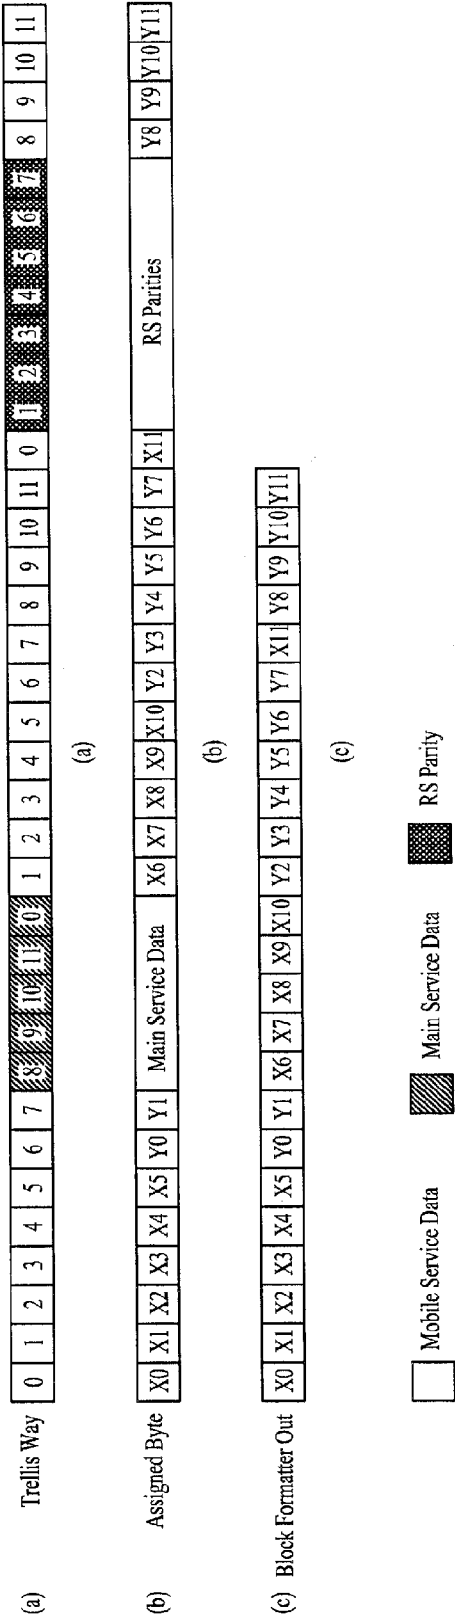 (a) Trellis Way 0 1 2 3 4 5 6 7 8 9 10 11 0 1 2 3 4 5 6 7 8 9 10 11 0 1 2 3 4 5 6 7 8 9 10 11
(a)
(b) Assigned Byte X0 X1 X2 X3 X4 X5 Y0 Y1 Main Service Data X6 X7 X8 X9 X10 Y2 Y3 Y4 Y5 Y6 Y7 X11 RS Parities Y8 Y9 Y10 Y11
(b)
(c) Block Formatter Out X0 X1 X2 X3 X4 X5 Y0 Y1 X6 X7 X8 X9 X10 Y2 Y3 Y4 Y5 Y6 Y7 X11 Y8 Y9 Y10 Y11
(c)
Mobile Service Data Main Service Data RS Parity